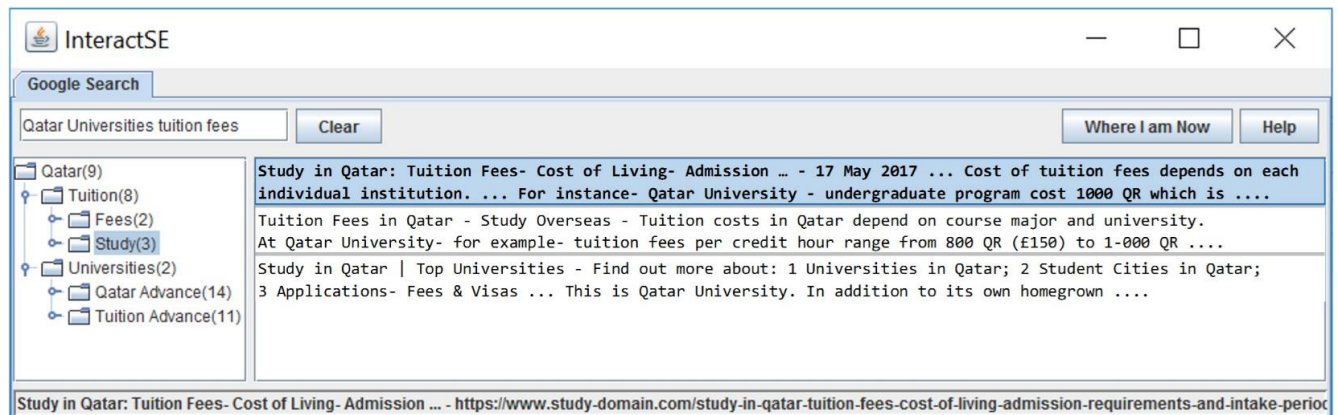 InteractSE
Google Search
Qatar Universities tuition fees
Clear
Where I am Now
Help
Qatar(9)
Tuition(8)
Fees(2)
Study(3)
Universities(2)
Qatar Advance(14)
Tuition Advance(11)
Study in Qatar: Tuition Fees- Cost of Living- Admission … - 17 May 2017 ... Cost of tuition fees depends on each
individual institution. ... For instance- Qatar University - undergraduate program cost 1000 QR which is ....
Tuition Fees in Qatar - Study Overseas - Tuition costs in Qatar depend on course major and university.
At Qatar University- for example- tuition fees per credit hour range from 800 QR (£150) to 1-000 QR ....
Study in Qatar | Top Universities - Find out more about: 1 Universities in Qatar; 2 Student Cities in Qatar;
3 Applications- Fees & Visas ... This is Qatar University. In addition to its own homegrown ....
Study in Qatar: Tuition Fees- Cost of Living- Admission ... - https://www.study-domain.com/study-in-qatar-tuition-fees-cost-of-living-admission-requirements-and-intake-perioc